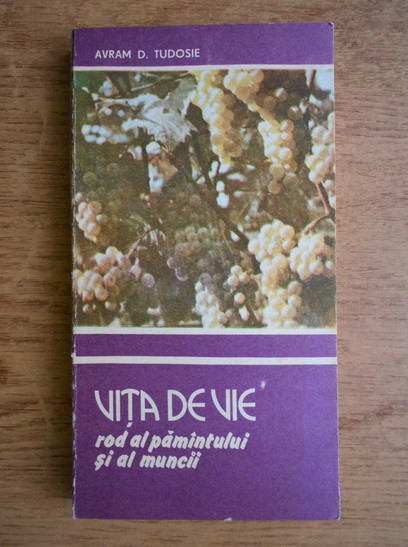 AVRAM D. TUDOSIE
VIȚA DE VIE
rod al pămîntului
și al muncii